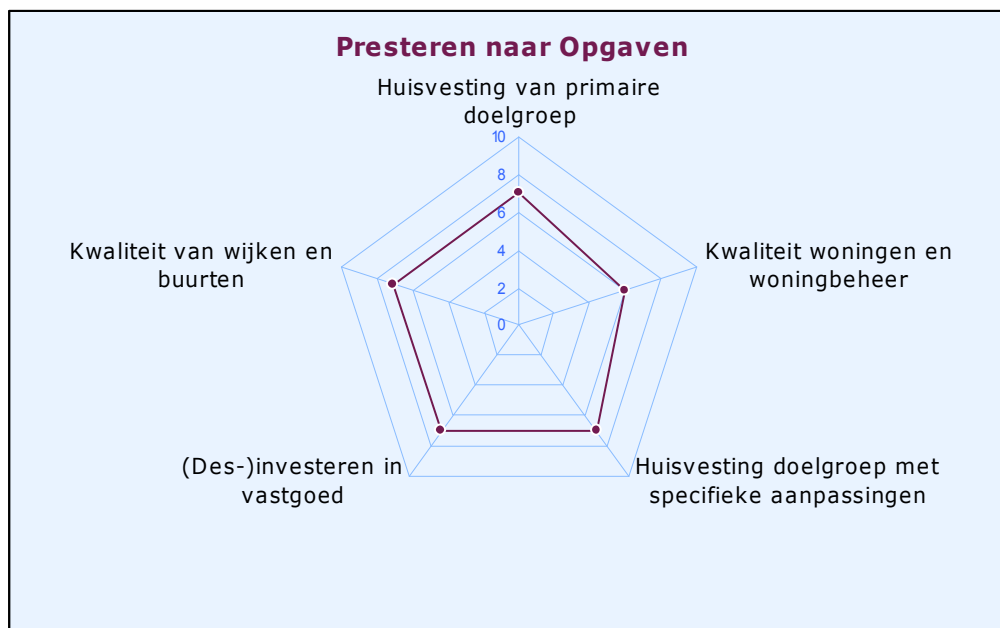 Presteren naar Opgaven
Huisvesting van primaire
doelgroep
10
8
6
4
2
0
Kwaliteit van wijken en
buurten
Kwaliteit woningen en
woningbeheer
(Des-)investeren in
vastgoed
Huisvesting doelgroep met
specifieke aanpassingen